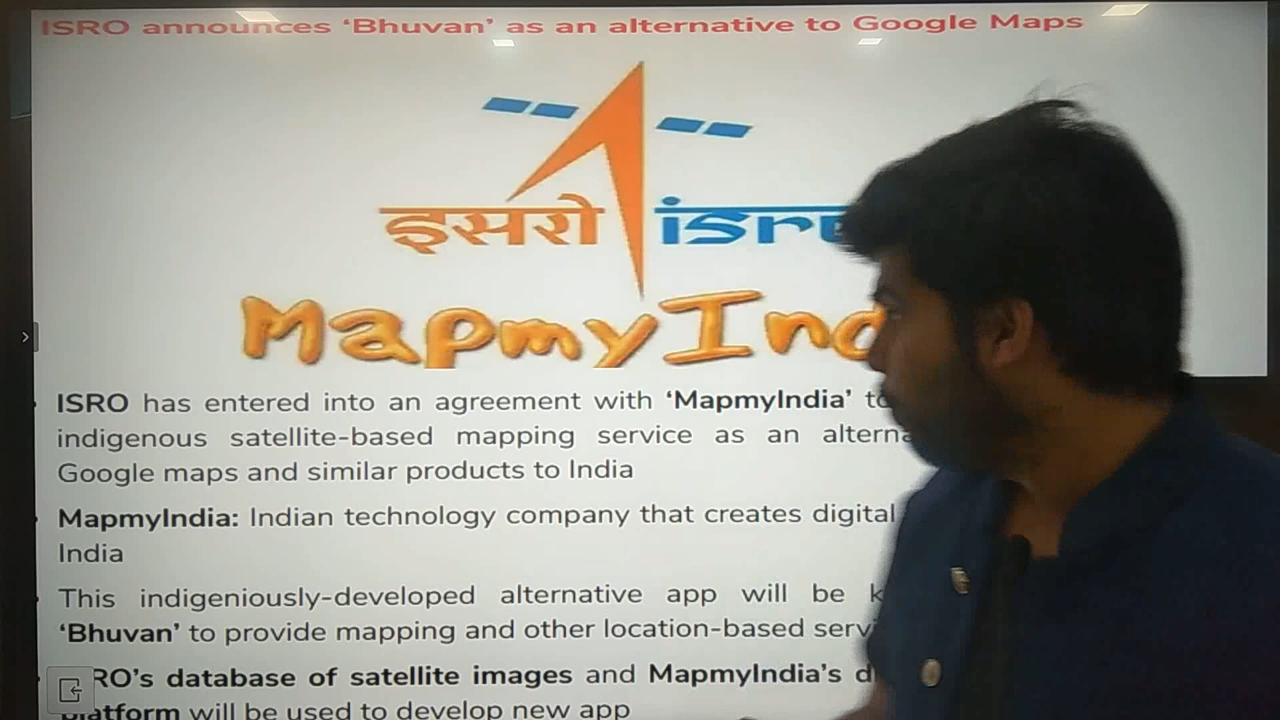 ISRO announces ‘Bhuvan’ as an alternative to Google Maps
इसरो isro
MapmyInd
ISRO has entered into an agreement with ‘MapmyIndia’
indigenous satellite-based mapping service as an
Google maps and similar products to India
MapmyIndia: Indian technology company that creates digital
India
This indigeniously-developed alternative app will be
‘Bhuvan’ to provide mapping and other location-based
RO’s database of satellite images and MapmyIndia’s
platform will be used to develop new app